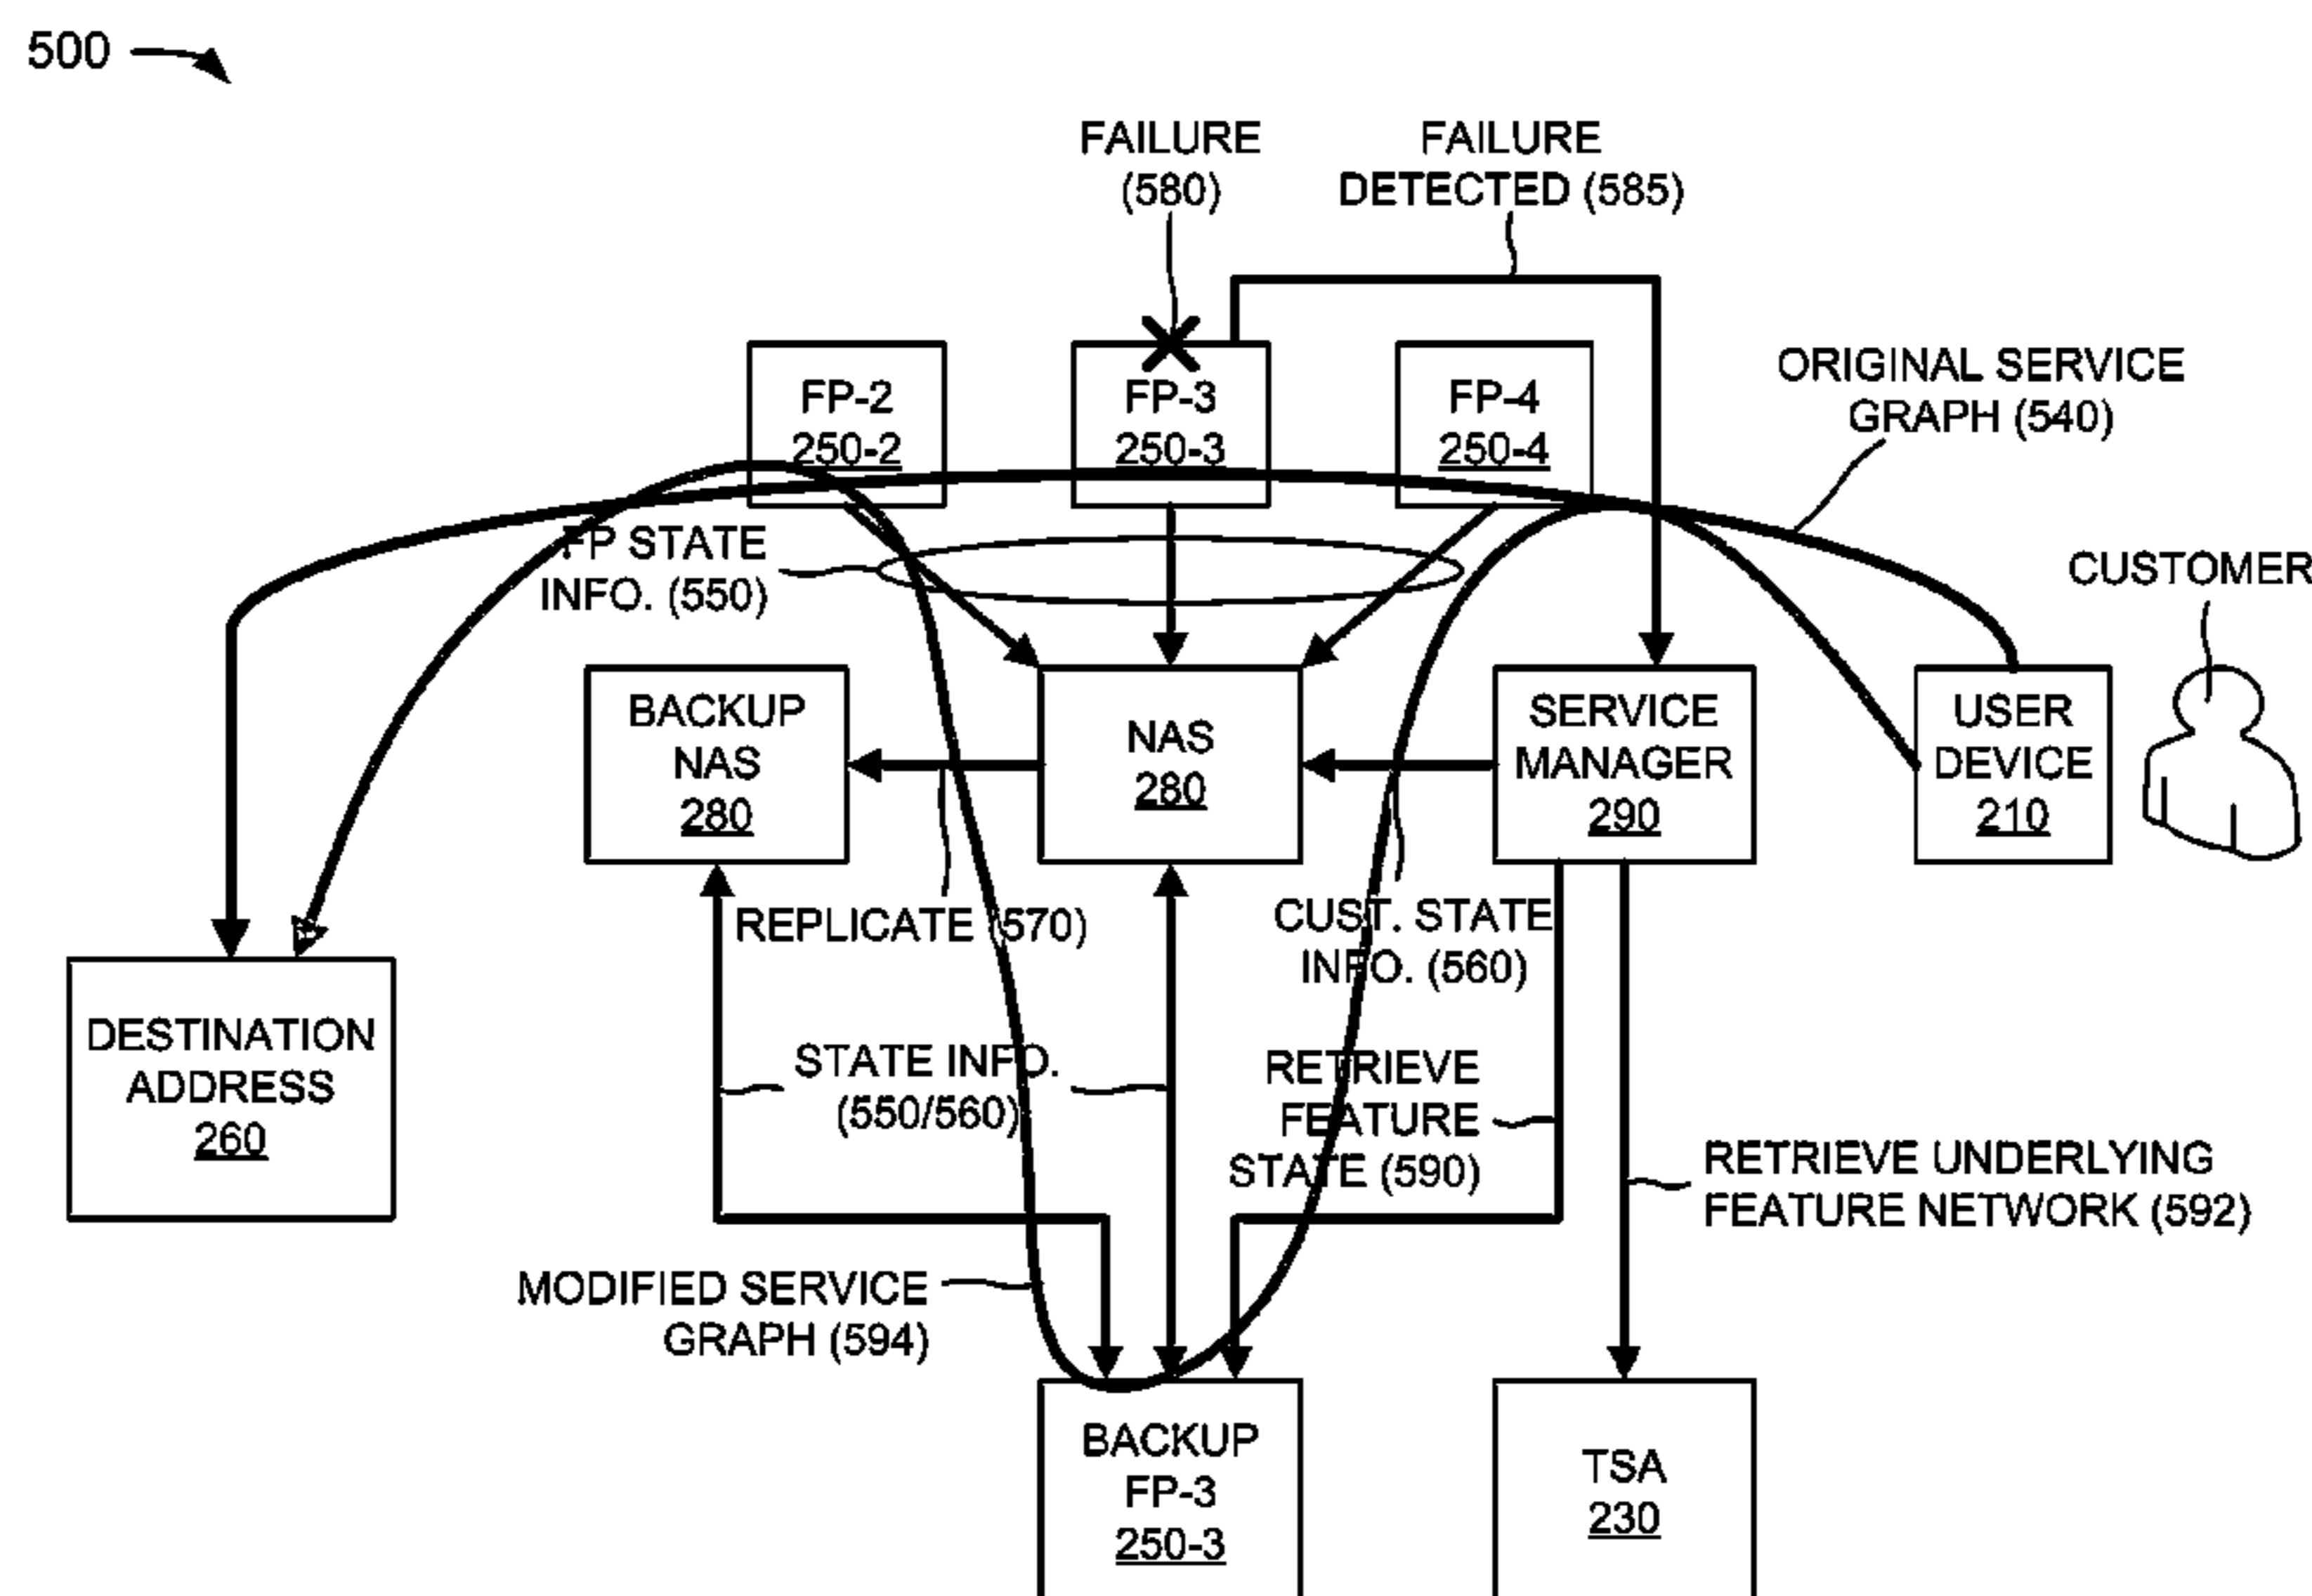 500
FAILURE
(580)
FAILURE
DETECTED (585)
FP-2
250-2
FP-3
250-3
FP-4
250-4
ORIGINAL SERVICE
GRAPH (540)
FP STATE
INFO. (550)
CUSTOMER
BACKUP
NAS
280
NAS
280
SERVICE
MANAGER
290
USER
DEVICE
210
REPLICATE (570)
CUST. STATE
INFO. (560)
DESTINATION
ADDRESS
260
STATE INFO.
(550/560)
RETRIEVE
FEATURE
STATE (590)
RETRIEVE UNDERLYING
FEATURE NETWORK (592)
MODIFIED SERVICE
GRAPH (594)
BACKUP
FP-3
250-3
TSA
230